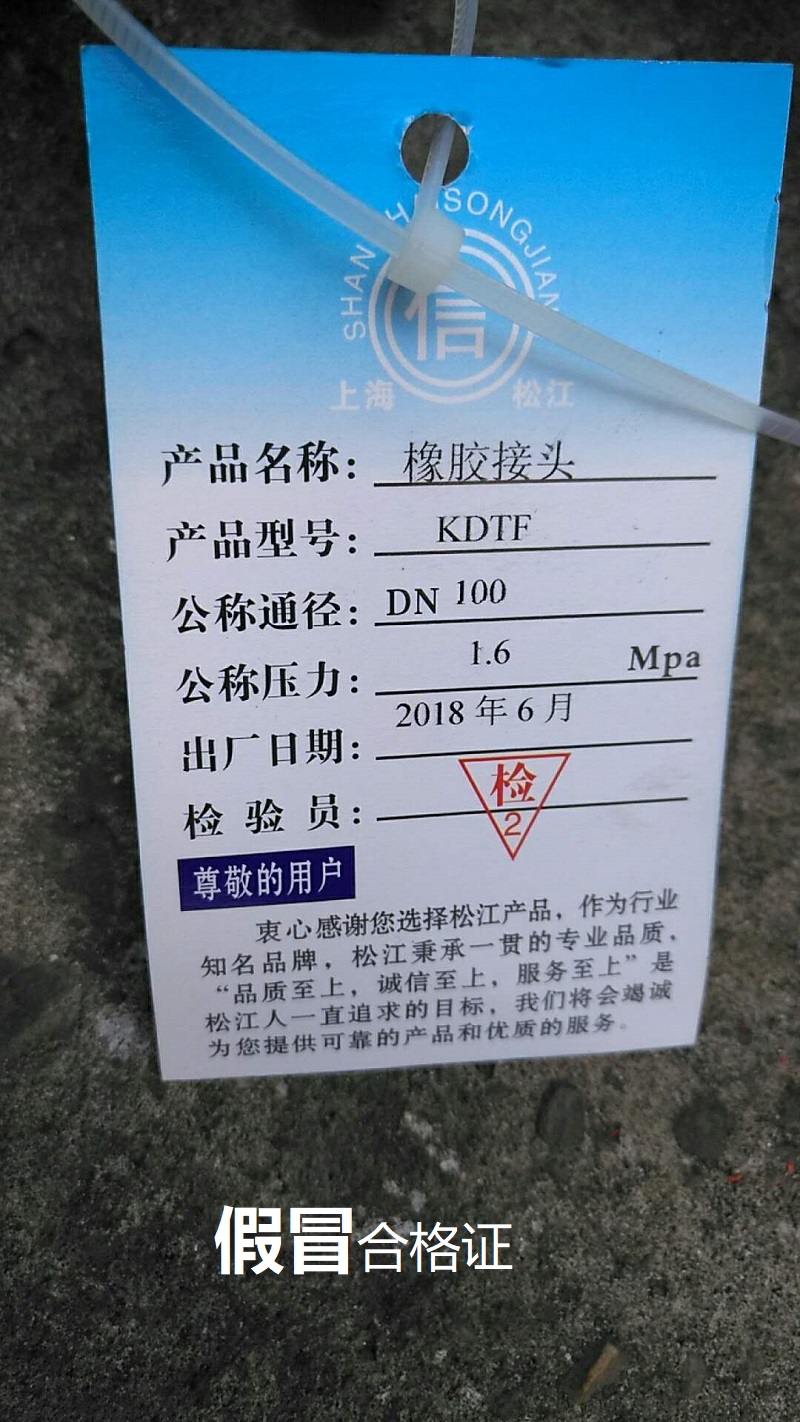 SHAN H SONGJIAN
信
上海 松江
产品名称： 橡胶接头
产品型号： KDTF
公称通径： DN 100
公称压力： 1.6 Mpa
出厂日期： 2018 年 6 月
检 验 员： 检 2
尊敬的用户
衷心感谢您选择松江产品，作为行业
知名品牌，松江秉承一贯的专业品质，
“品质至上，诚信至上，服务至上”是
松江人一直追求的目标，我们将会竭诚
为您提供可靠的产品和优质的服务。
假冒合格证